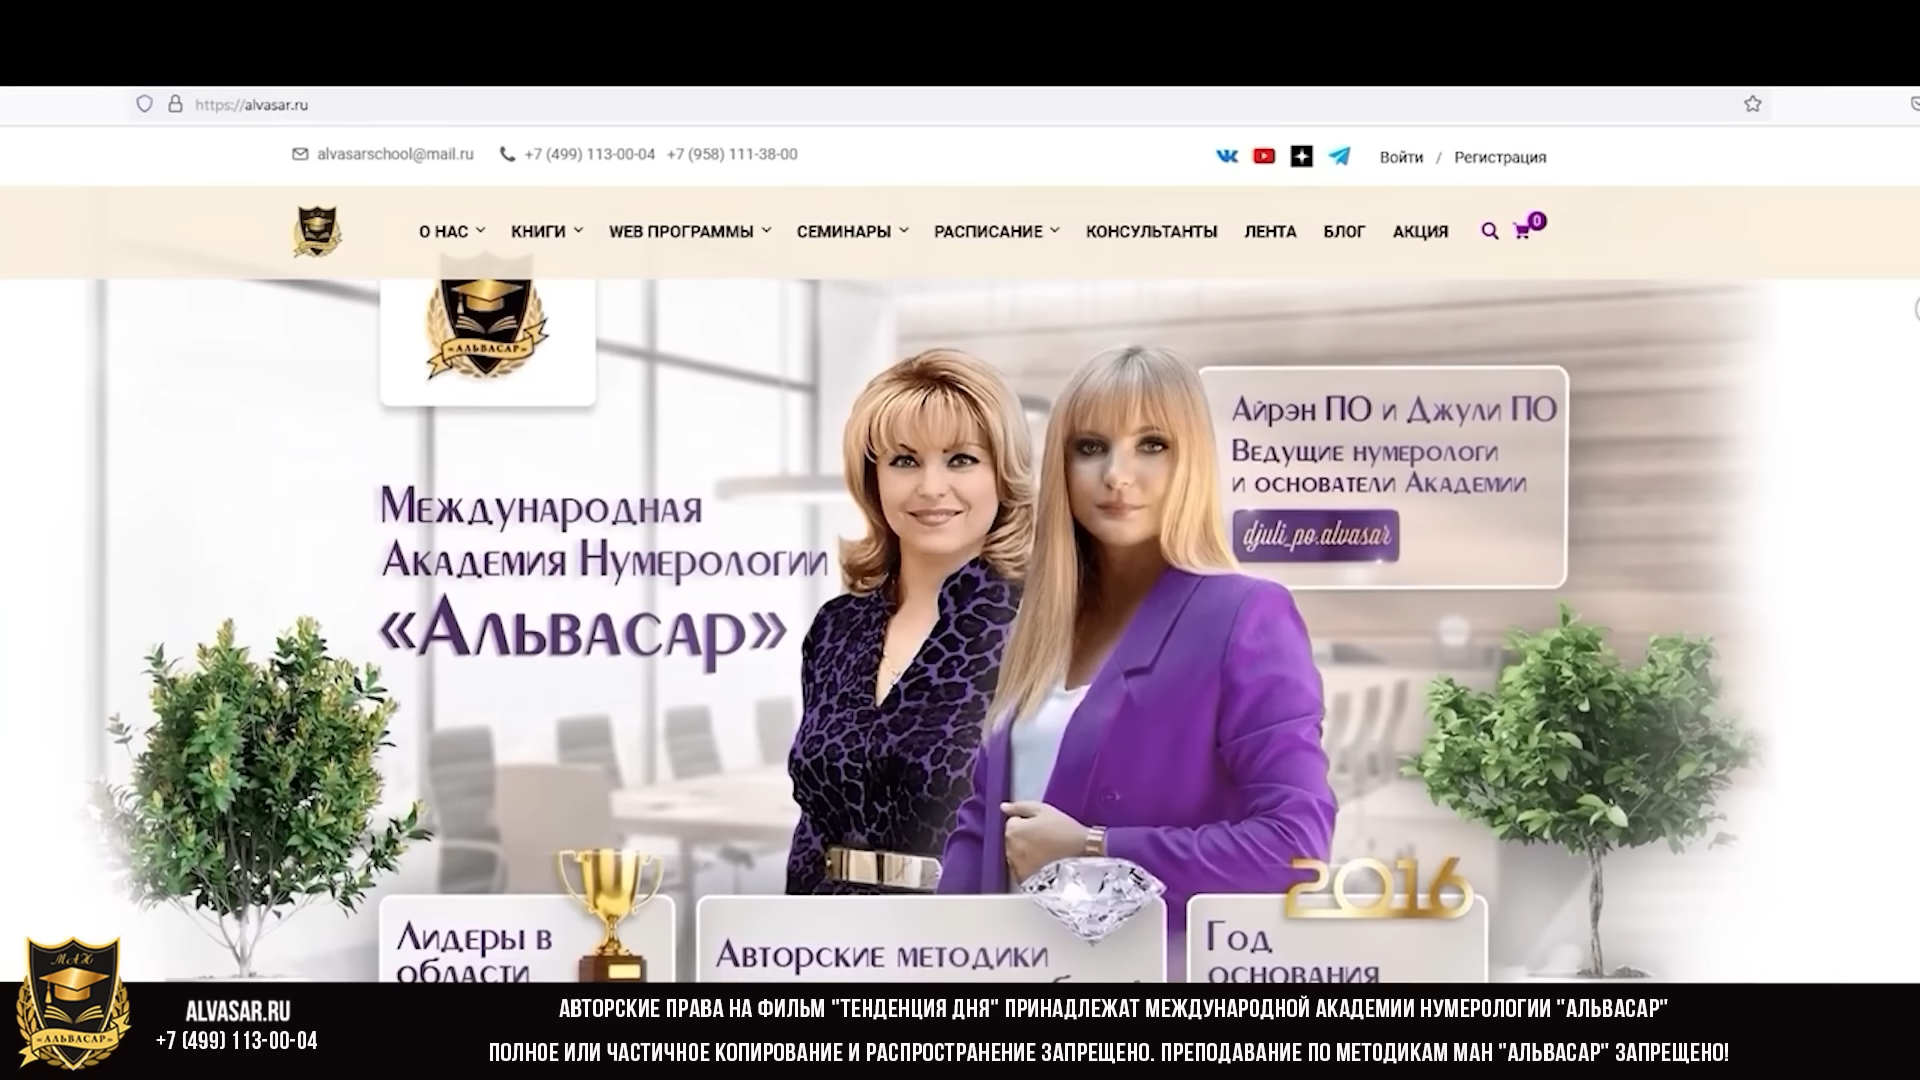 https://alvasar.ru
alvasarschool@mail.ru +7 (499) 113-00-04 +7 (958) 111-38-00
Войти / Регистрация
О НАС КНИГИ WEB ПРОГРАММЫ СЕМИНАРЫ РАСПИСАНИЕ КОНСУЛЬТАНТЫ ЛЕНТА БЛОГ АКЦИЯ 0
«АЛЬВАСАР»
Айрэн ПО и Джули ПО
Ведущие нумерологи
и основатели Академии
djuli_po.alvasar
Международная
Академия Нумерологии
«Альвасар»
2016
Лидеры в
области
Авторские методики
Год
основания
МАН
«АЛЬВАСАР»
ALVASAR.RU
+7 (499) 113-00-04
АВТОРСКИЕ ПРАВА НА ФИЛЬМ "ТЕНДЕНЦИЯ ДНЯ" ПРИНАДЛЕЖАТ МЕЖДУНАРОДНОЙ АКАДЕМИИ НУМЕРОЛОГИИ "АЛЬВАСАР"
ПОЛНОЕ ИЛИ ЧАСТИЧНОЕ КОПИРОВАНИЕ И РАСПРОСТРАНЕНИЕ ЗАПРЕЩЕНО. ПРЕПОДАВАНИЕ ПО МЕТОДИКАМ МАН "АЛЬВАСАР" ЗАПРЕЩЕНО!